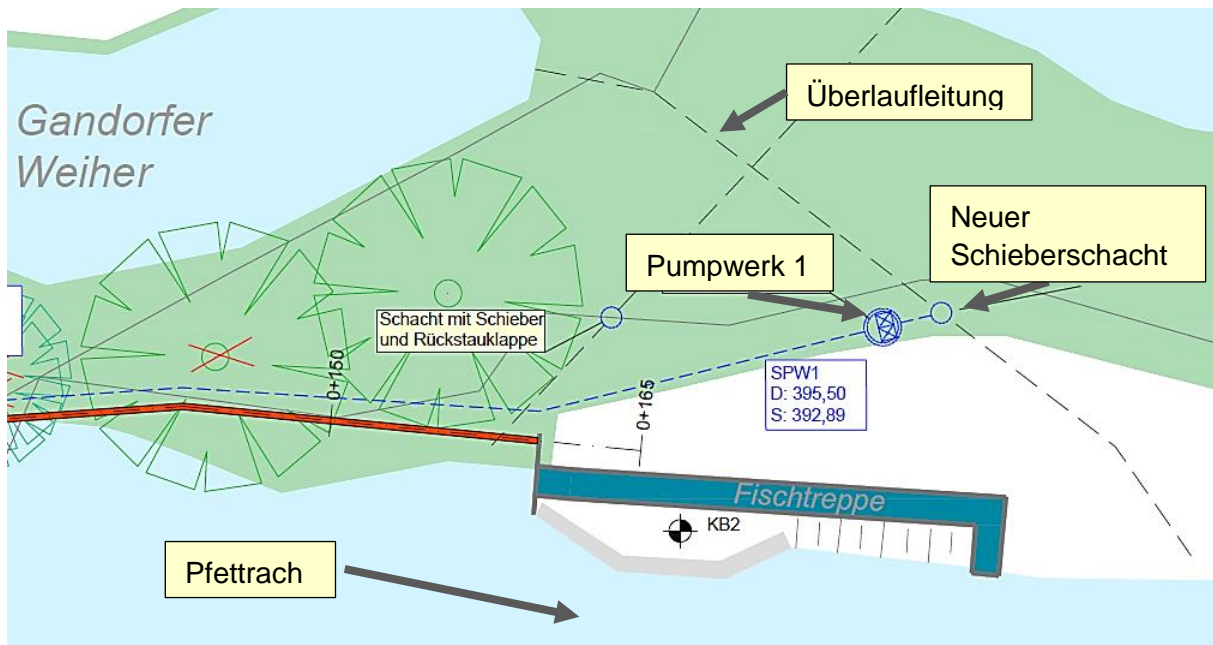 Gandorfer
Weiher
Überlaufleitung
Neuer
Schieberschacht
Pumpwerk 1
Schacht mit Schieber
und Rückstauklappe
0+150
0+165
SPW1
D: 395,50
S: 392,89
Fischtreppe
KB2
Pfettrach